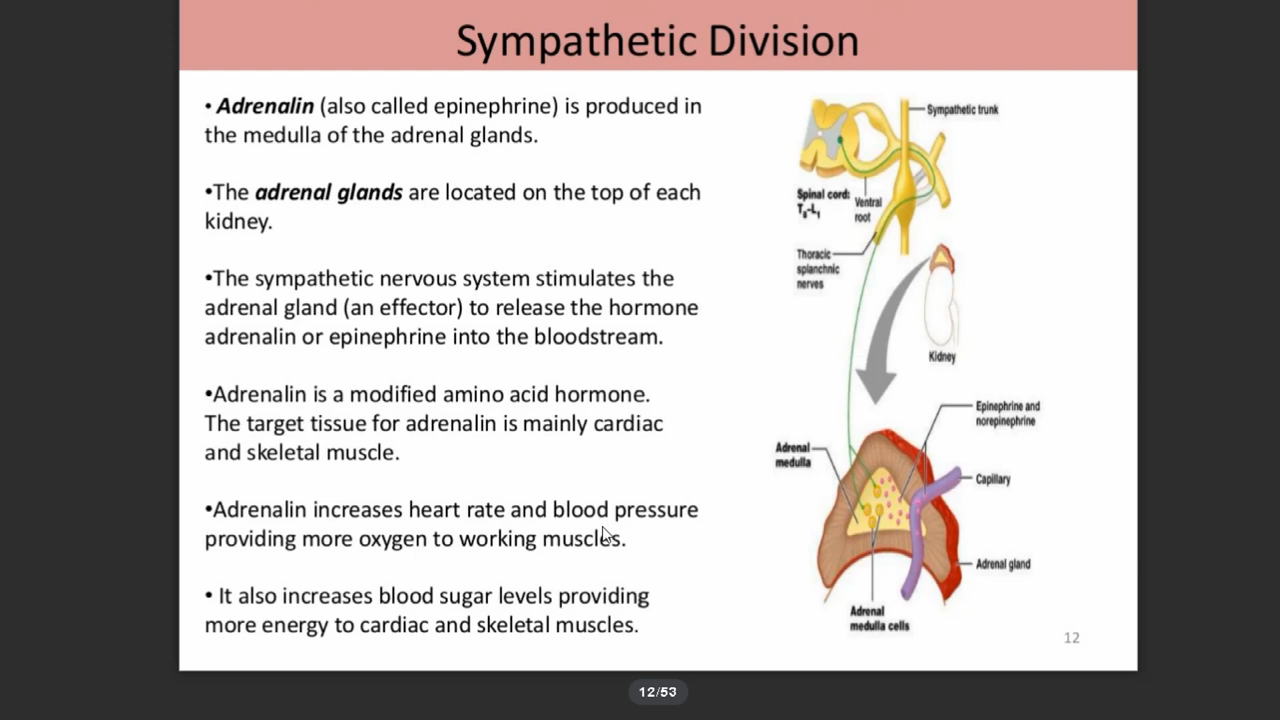 Sympathetic Division
• Adrenalin (also called epinephrine) is produced in
the medulla of the adrenal glands.
•The adrenal glands are located on the top of each
kidney.
•The sympathetic nervous system stimulates the
adrenal gland (an effector) to release the hormone
adrenalin or epinephrine into the bloodstream.
•Adrenalin is a modified amino acid hormone.
The target tissue for adrenalin is mainly cardiac
and skeletal muscle.
•Adrenalin increases heart rate and blood pressure
providing more oxygen to working muscles.
• It also increases blood sugar levels providing
more energy to cardiac and skeletal muscles.
Sympathetic trunk
Spinal cord:
T₈-L₁
Ventral
root
Thoracic
splanchnic
nerves
Kidney
Epinephrine and
norepinephrine
Adrenal
medulla
Capillary
Adrenal gland
Adrenal
medulla cells
12
12/53